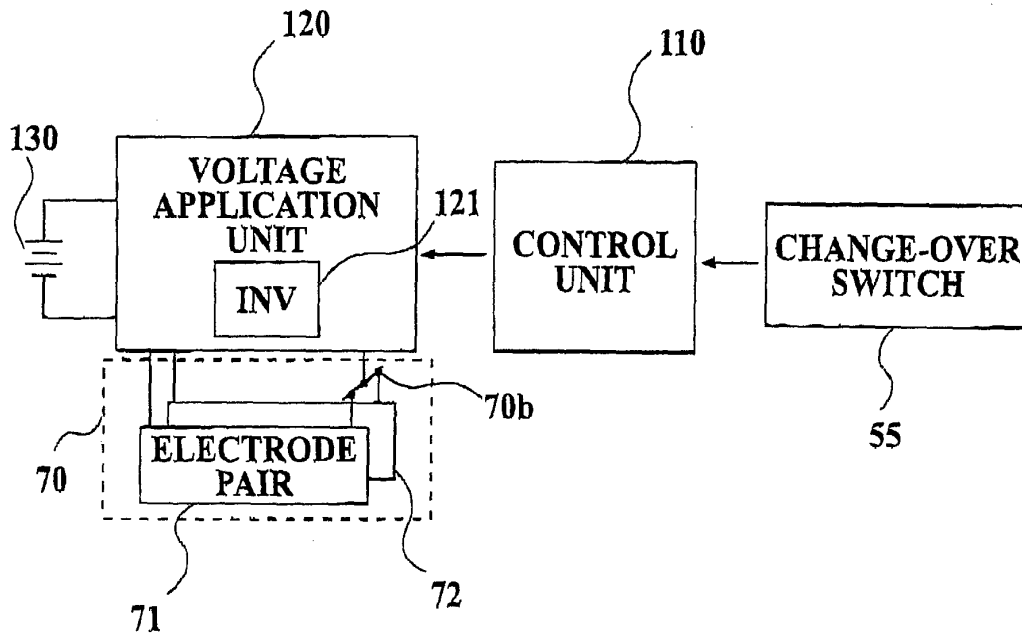 120
110
130
VOLTAGE
APPLICATION
UNIT
121
INV
CONTROL
UNIT
CHANGE-OVER
SWITCH
70b
55
70
ELECTRODE
PAIR
72
71